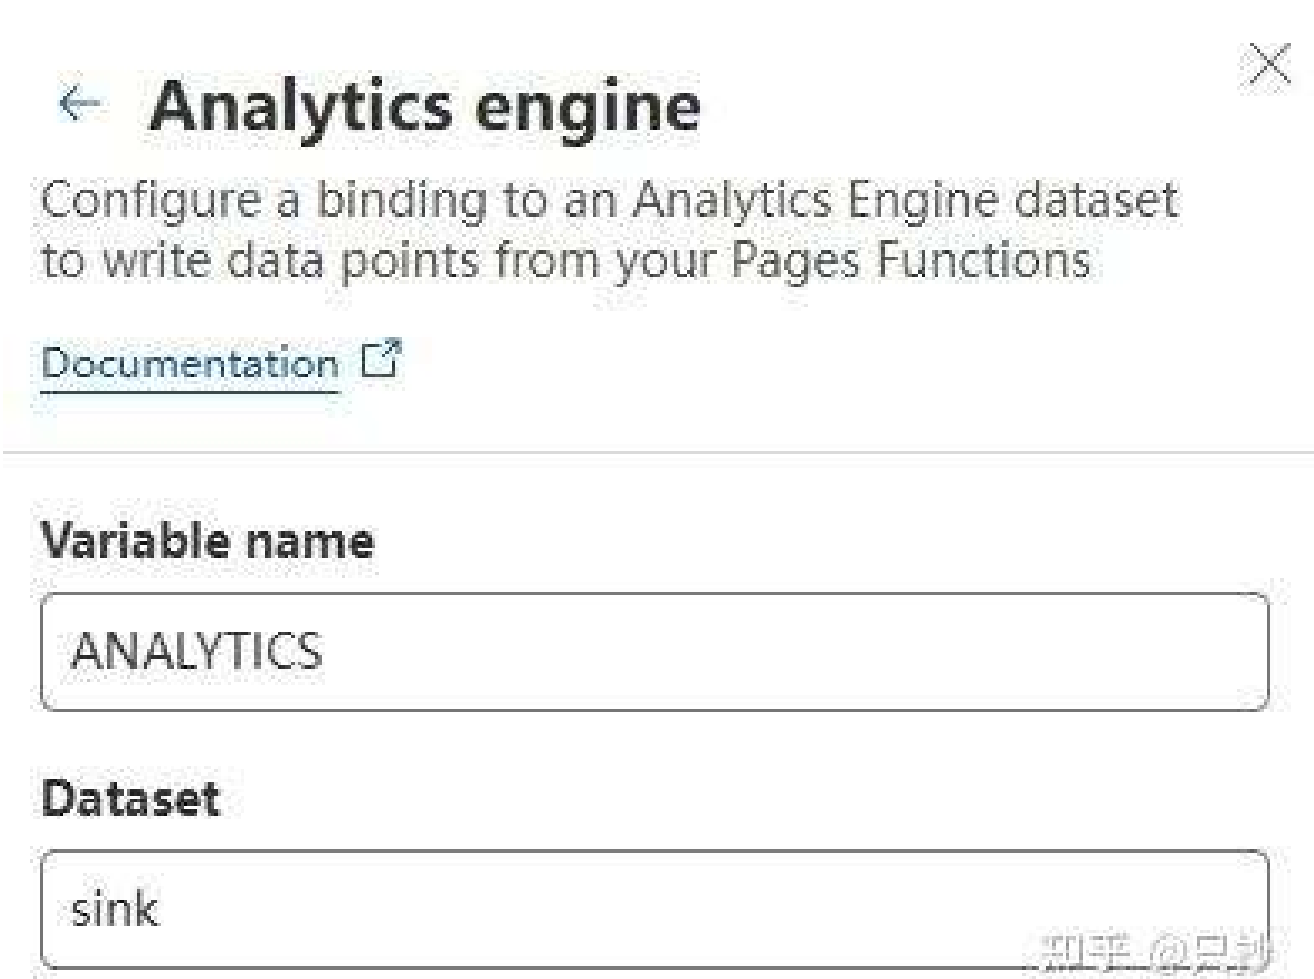 Analytics engine
Configure a binding to an Analytics Engine dataset
to write data points from your Pages Functions
Documentation
Variable name
ANALYTICS
Dataset
sink
知乎